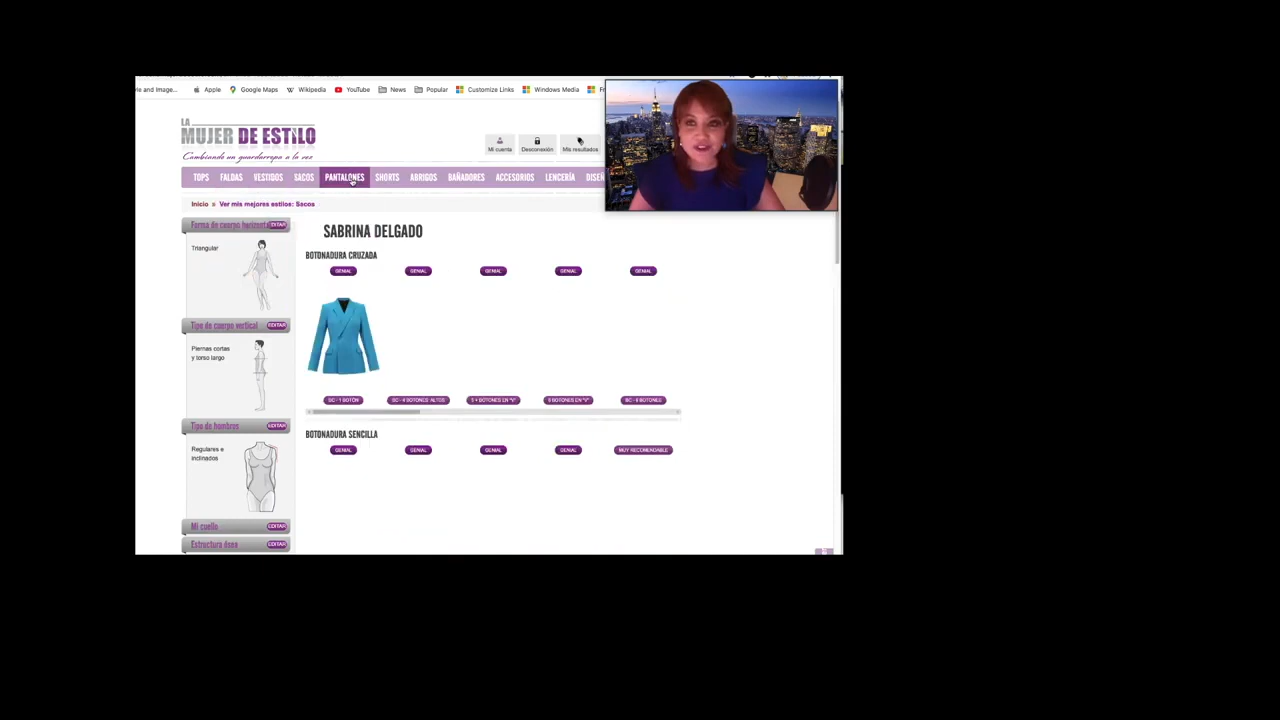 Apple Google Maps Wikipedia YouTube News Popular Customize Links Windows Media
LA
MUJER DE ESTILO
Cambiando un guardarropa a la vez
Mi cuenta Desconexión Mis resultados
TOPS FALDAS VESTIDOS SACOS PANTALONES SHORTS ABRIGOS BAÑADORES ACCESORIOS LENCERÍA
Inicio » Ver mis mejores estilos: Sacos
Forma de cuerpo
Triangular
SABRINA DELGADO
BOTONADURA CRUZADA
GENIAL GENIAL GENIAL GENIAL GENIAL
Tipo de cuerpo vertical EDITAR
Piernas cortas
y torso largo
Tipo de hombros EDITAR
BOTONADURA SENCILLA
GENIAL GENIAL GENIAL GENIAL MUY RECOMENDABLE
Regulares e
inclinados
Mi cuello EDITAR
Estructura ósea EDITAR